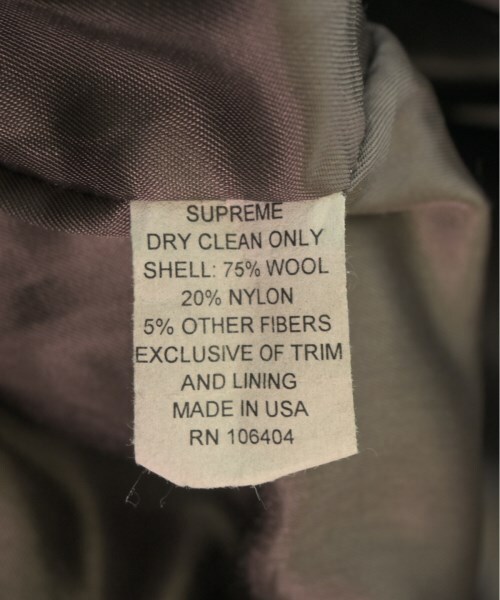 SUPREME
DRY CLEAN ONLY
SHELL: 75% WOOL
20% NYLON
5% OTHER FIBERS
EXCLUSIVE OF TRIM
AND LINING
MADE IN USA
RN 106404